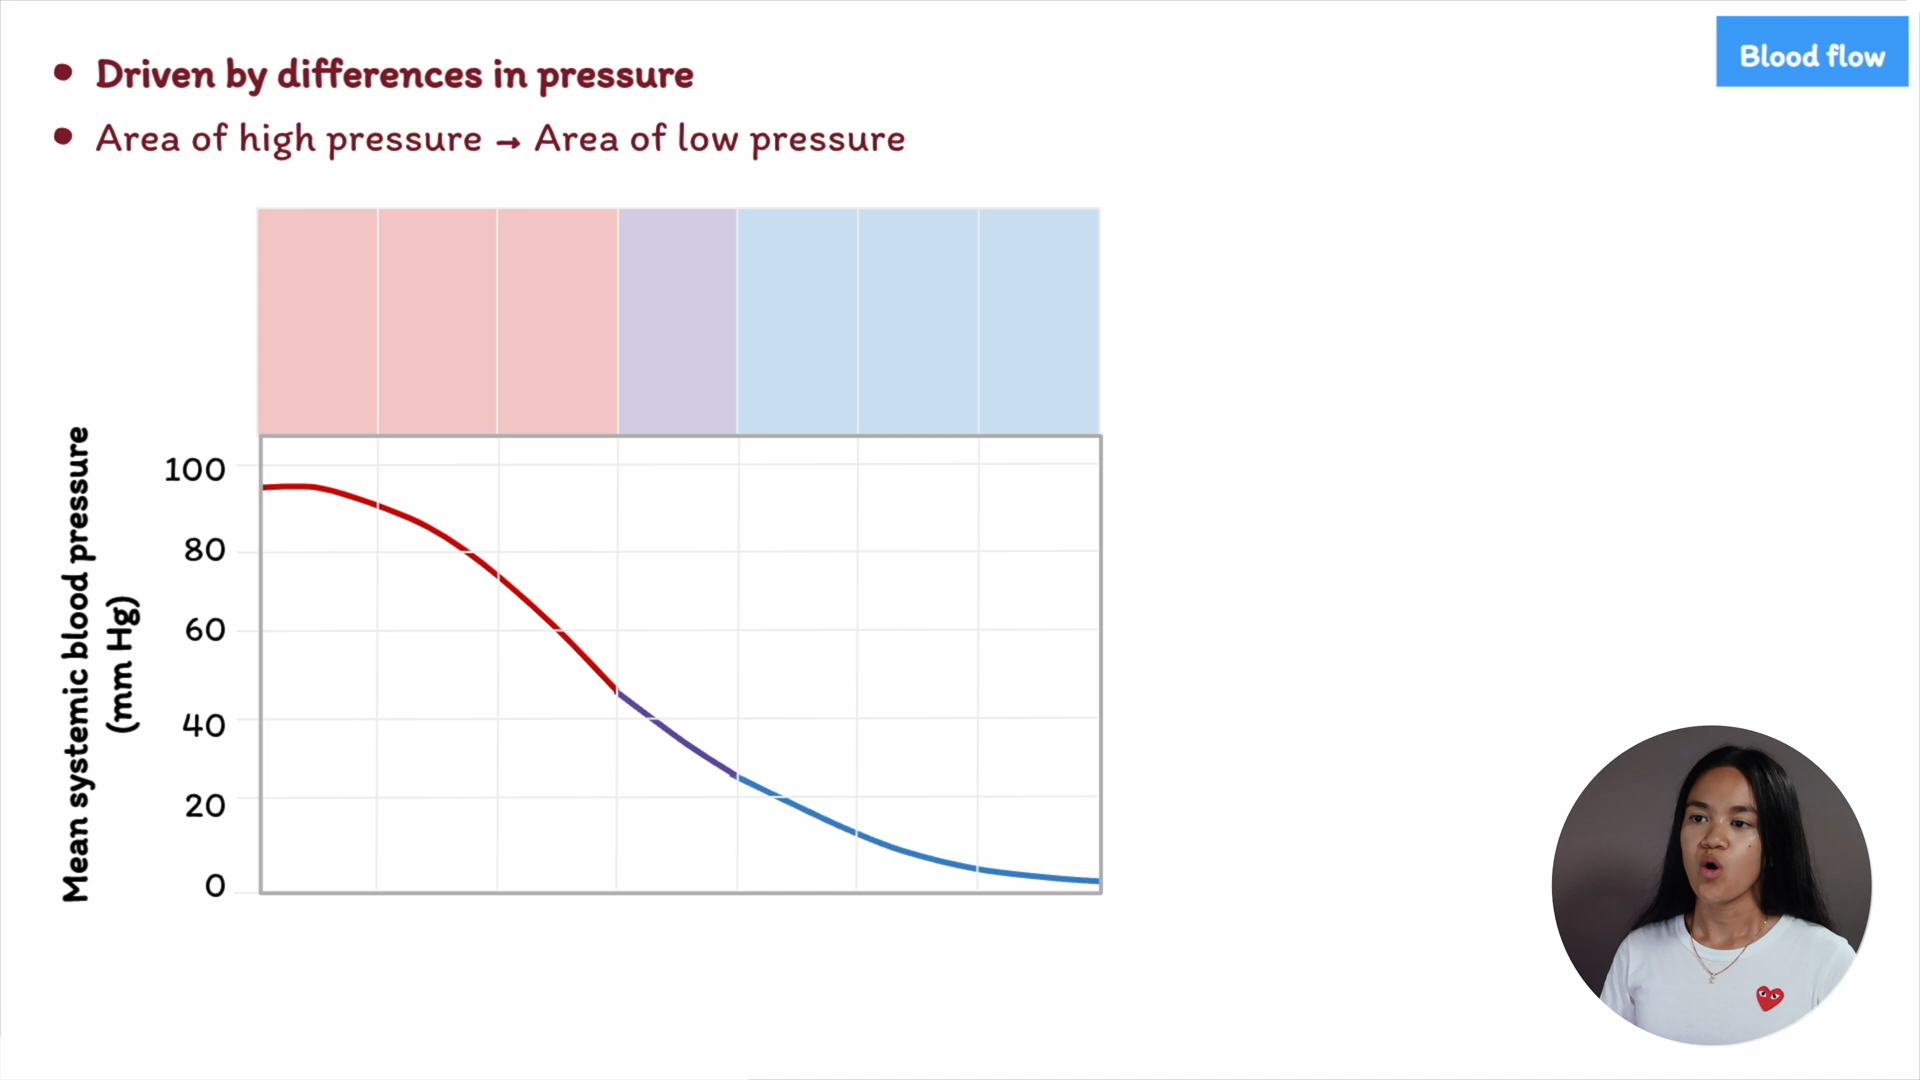 Blood flow
• Driven by differences in pressure
• Area of high pressure → Area of low pressure
Mean systemic blood pressure
(mm Hg)
100
80
60
40
20
0